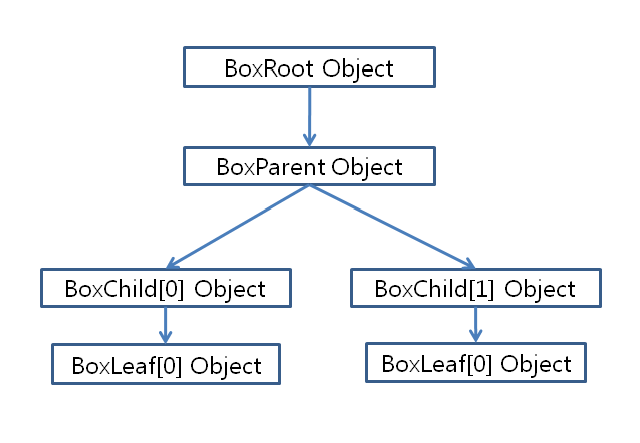 BoxRoot Object
BoxParent Object
BoxChild[0] Object
BoxChild[1] Object
BoxLeaf[0] Object
BoxLeaf[0] Object